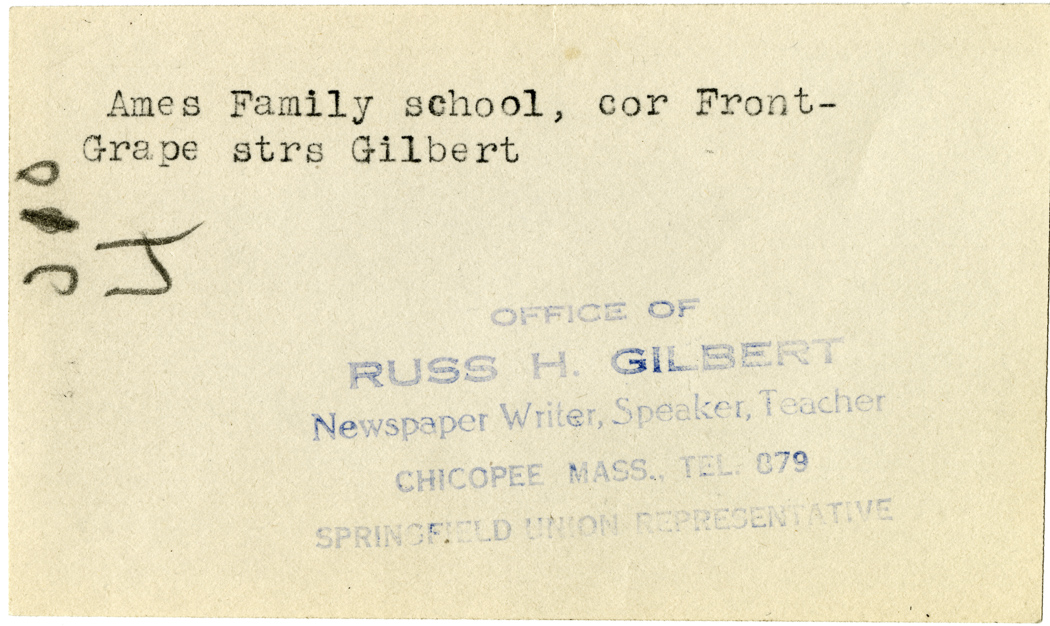 Ames Family school, cor Front-
Grape strs Gilbert
OFFICE OF
RUSS H. GILBERT
Newspaper Writer, Speaker, Teacher
CHICOPEE MASS., TEL. 879
SPRINGFIELD UNION REPRESENTATIVE